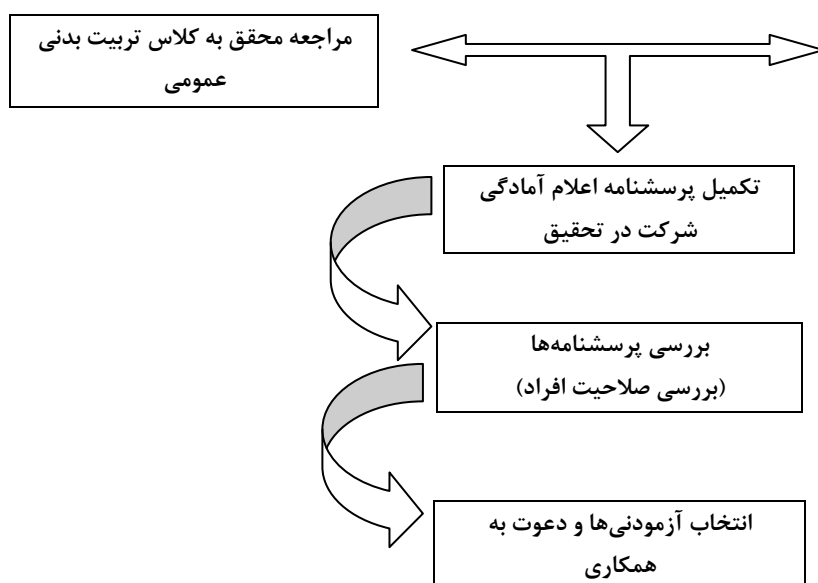 مراجعه محقق به کلاس تربیت بدنی
عمومی
تکمیل پرسشنامه اعلام آمادگی
شرکت در تحقیق
بررسی پرسشنامه‌ها
(بررسی صلاحیت افراد)
انتخاب آزمودنی‌ها و دعوت به
همکاری